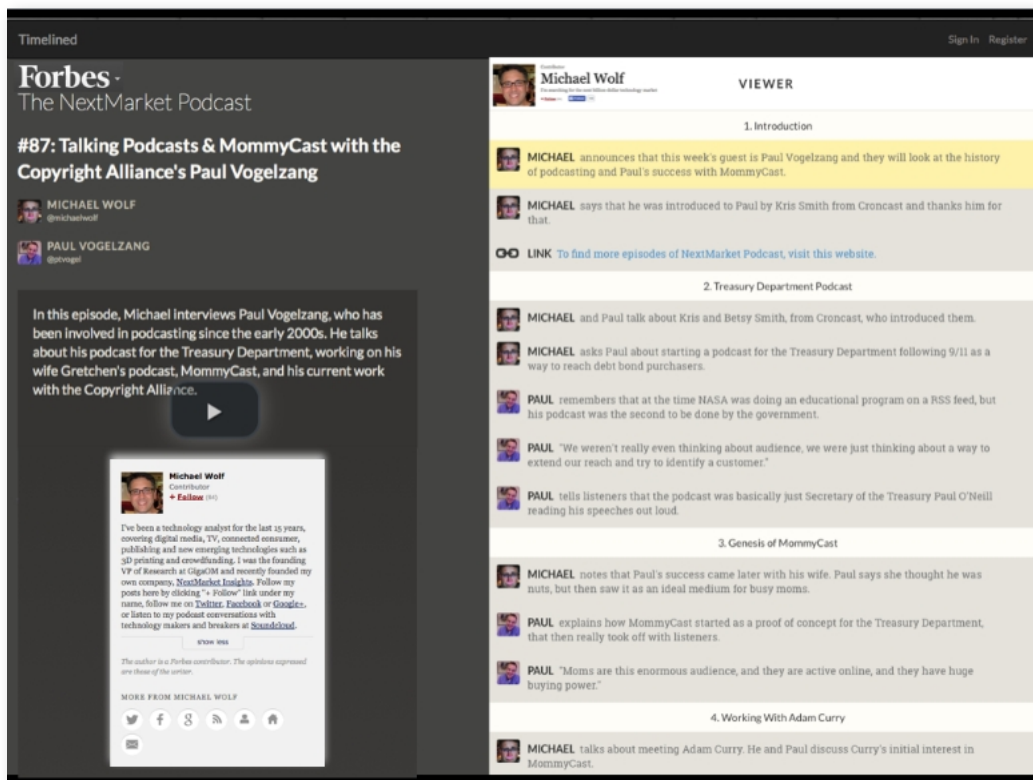 Timelined
Sign In Register
Forbes
The NextMarket Podcast
#87: Talking Podcasts & MommyCast with the
Copyright Alliance's Paul Vogelzang
MICHAEL WOLF
@michaelwolf
PAUL VOGELZANG
@ptvogel
In this episode, Michael interviews Paul Vogelzang, who has
been involved in podcasting since the early 2000s. He talks
about his podcast for the Treasury Department, working on his
wife Gretchen's podcast, MommyCast, and his current work
with the Copyright Alliance.
Michael Wolf
Contributor
+ Follow
I've been a technology analyst for the last 15 years,
covering digital media, TV, connected consumer,
publishing and new emerging technologies such as
3D printing and crowdfunding. I was the founding
VP of Research at GigaOM and recently founded my
own company, NextMarket Insights. Follow my
posts here by clicking "+ Follow" link under my
name, follow me on Twitter, Facebook or Google+,
or listen to my podcast conversations with
technology makers and breakers at Soundcloud.
show less
The author is a Forbes contributor. The opinions expressed
are those of the writer.
MORE FROM MICHAEL WOLF
Contributor
Michael Wolf
I'm searching for the next billion dollar technology market
VIEWER
1. Introduction
MICHAEL announces that this week's guest is Paul Vogelzang and they will look at the history
of podcasting and Paul's success with MommyCast.
MICHAEL says that he was introduced to Paul by Kris Smith from Croncast and thanks him for
that.
LINK To find more episodes of NextMarket Podcast, visit this website.
2. Treasury Department Podcast
MICHAEL and Paul talk about Kris and Betsy Smith, from Croncast, who introduced them.
MICHAEL asks Paul about starting a podcast for the Treasury Department following 9/11 as a
way to reach debt bond purchasers.
PAUL remembers that at the time NASA was doing an educational program on a RSS feed, but
his podcast was the second to be done by the government.
PAUL "We weren't really even thinking about audience, we were just thinking about a way to
extend our reach and try to identify a customer."
PAUL tells listeners that the podcast was basically just Secretary of the Treasury Paul O'Neill
reading his speeches out loud.
3. Genesis of MommyCast
MICHAEL notes that Paul's success came later with his wife. Paul says she thought he was
nuts, but then saw it as an ideal medium for busy moms.
PAUL explains how MommyCast started as a proof of concept for the Treasury Department,
that then really took off with listeners.
PAUL "Moms are this enormous audience, and they are active online, and they have huge
buying power."
4. Working With Adam Curry
MICHAEL talks about meeting Adam Curry. He and Paul discuss Curry's initial interest in
MommyCast.